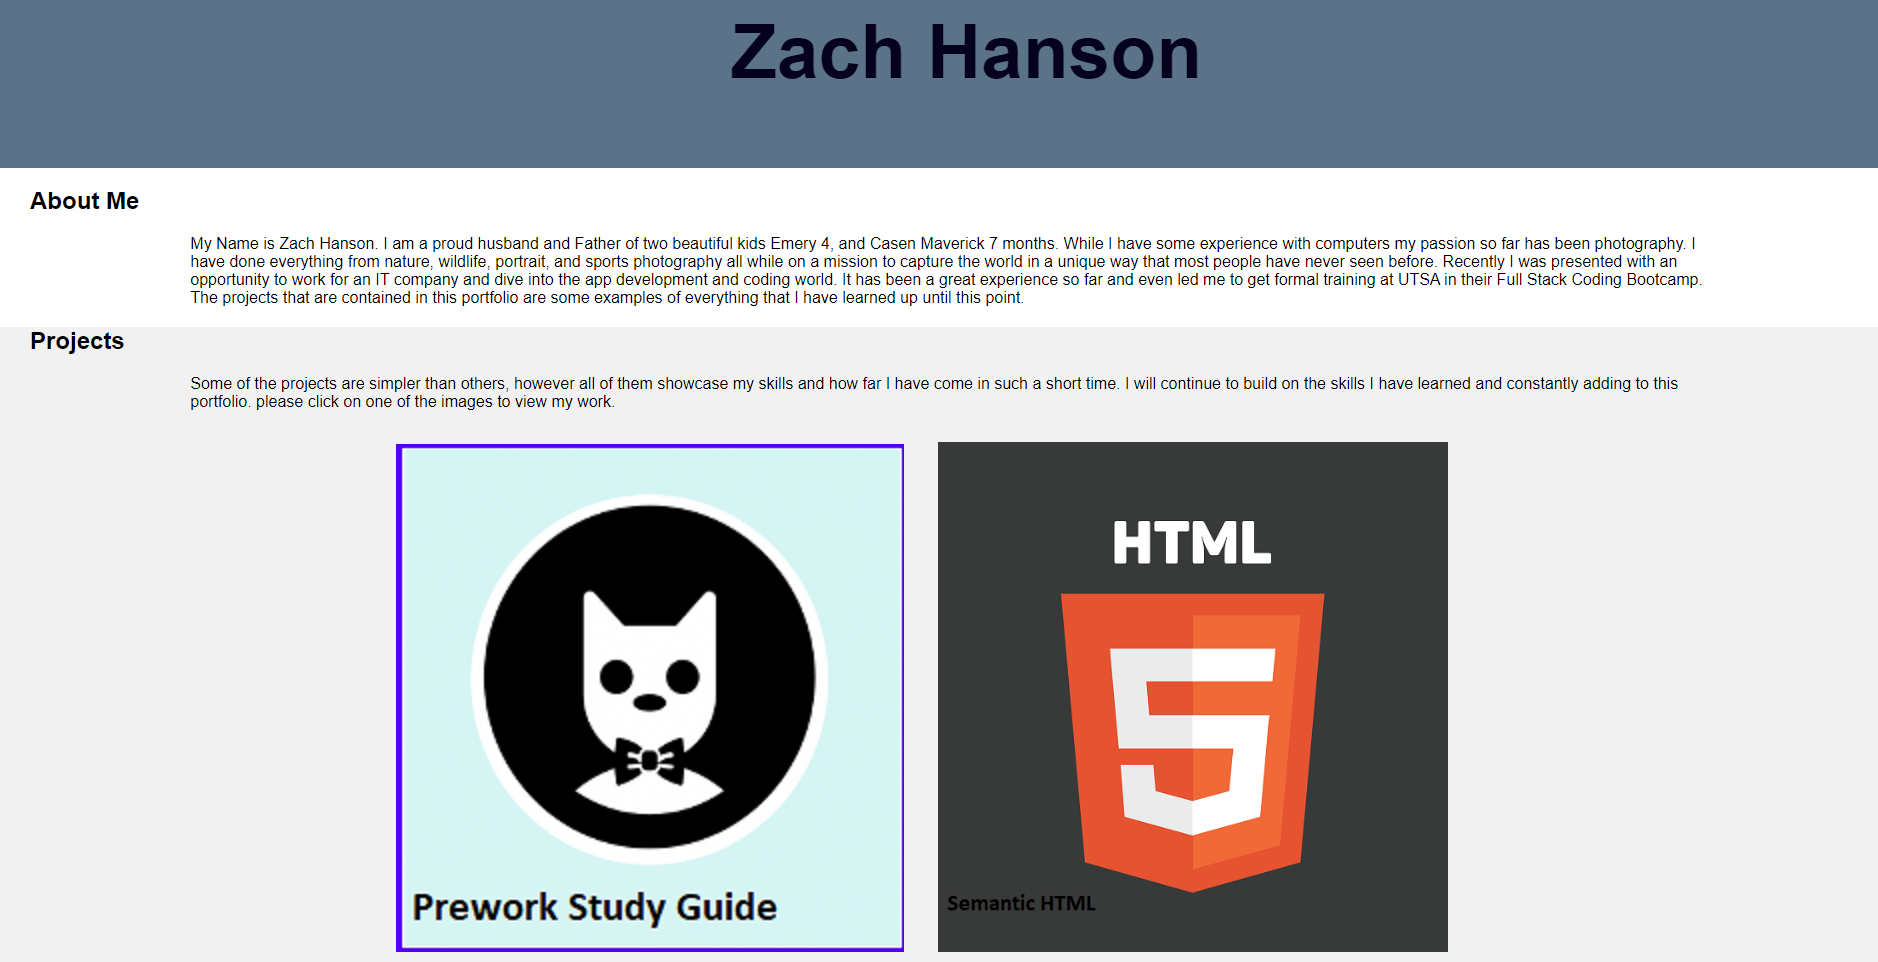 Zach Hanson
About Me
My Name is Zach Hanson. I am a proud husband and Father of two beautiful kids Emery 4, and Casen Maverick 7 months. While I have some experience with computers my passion so far has been photography. I
have done everything from nature, wildlife, portrait, and sports photography all while on a mission to capture the world in a unique way that most people have never seen before. Recently I was presented with an
opportunity to work for an IT company and dive into the app development and coding world. It has been a great experience so far and even led me to get formal training at UTSA in their Full Stack Coding Bootcamp.
The projects that are contained in this portfolio are some examples of everything that I have learned up until this point.
Projects
Some of the projects are simpler than others, however all of them showcase my skills and how far I have come in such a short time. I will continue to build on the skills I have learned and constantly adding to this
portfolio. please click on one of the images to view my work.
Prework Study Guide
HTML
5
Semantic HTML